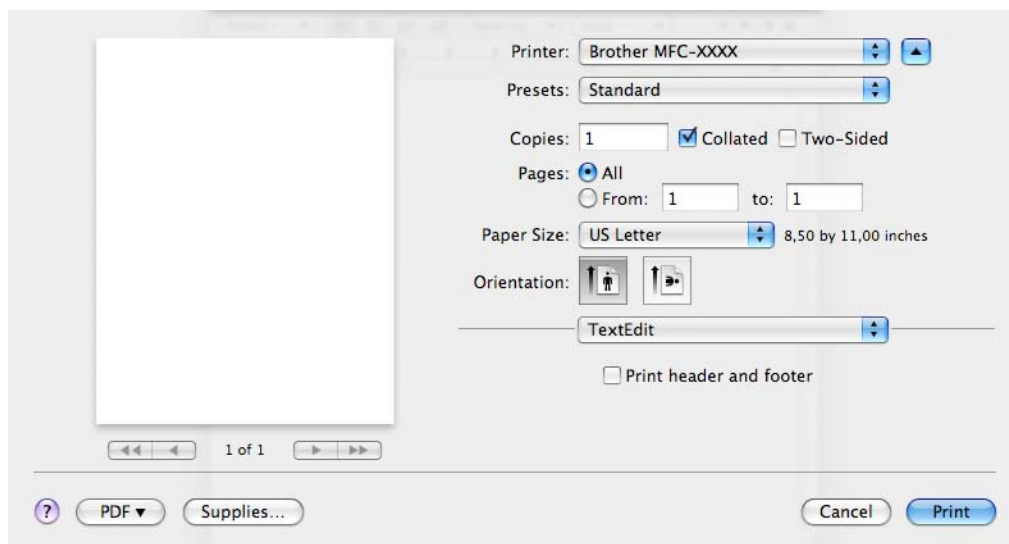 Printer: Brother MFC-XXXX
Presets: Standard
Copies: 1 Collated Two-Sided
Pages: All
From: 1 to: 1
Paper Size: US Letter 8,50 by 11,00 inches
Orientation:
TextEdit
Print header and footer
1 of 1
? PDF Supplies... Cancel Print